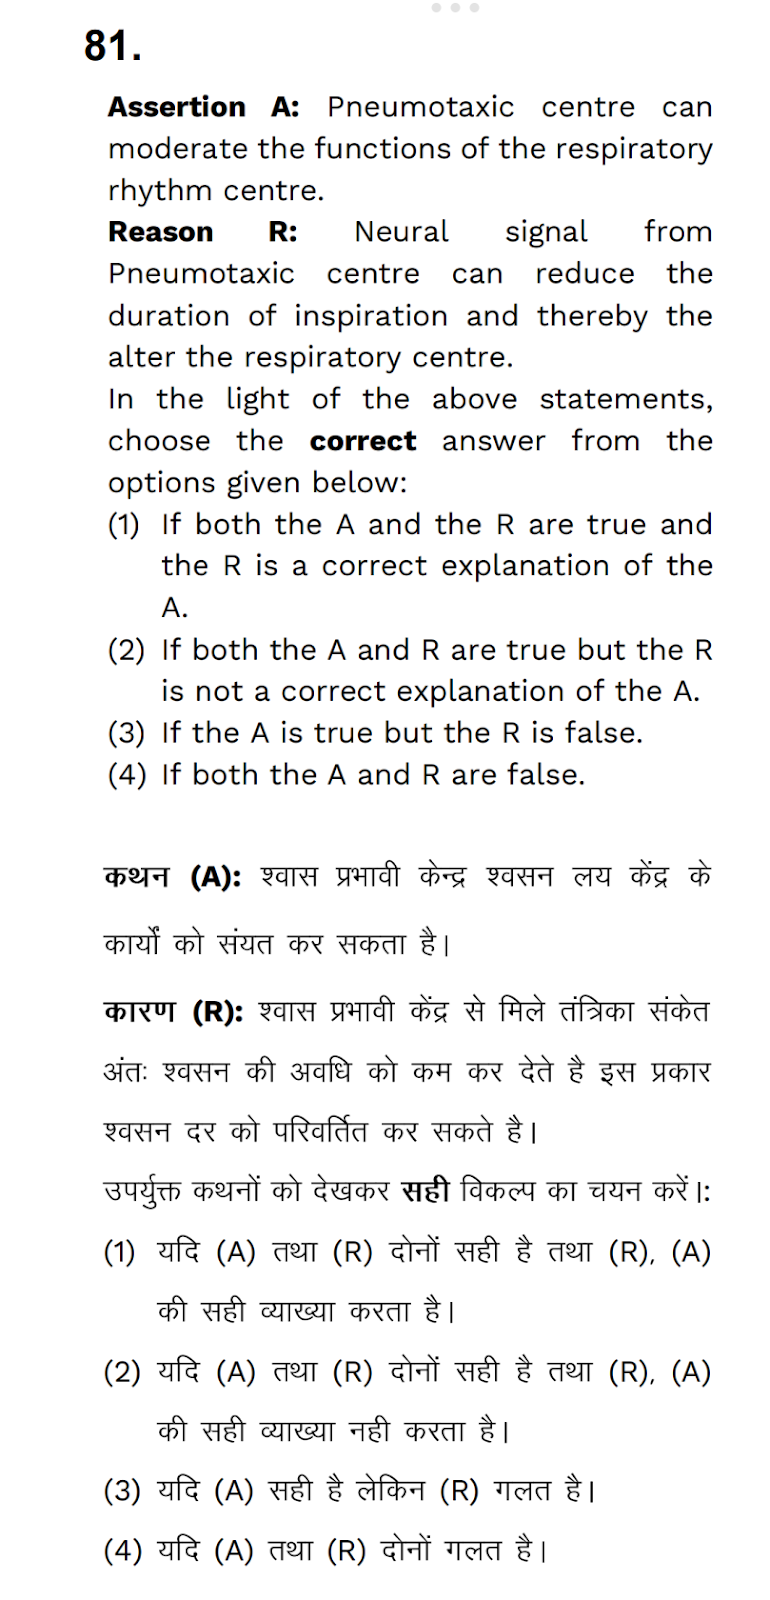 81.
Assertion A: Pneumotaxic centre can
moderate the functions of the respiratory
rhythm centre.
Reason R: Neural signal from
Pneumotaxic centre can reduce the
duration of inspiration and thereby the
alter the respiratory centre.
In the light of the above statements,
choose the correct answer from the
options given below:
(1) If both the A and the R are true and
the R is a correct explanation of the
A.
(2) If both the A and R are true but the R
is not a correct explanation of the A.
(3) If the A is true but the R is false.
(4) If both the A and R are false.
कथन (A): श्वास प्रभावी केन्द्र श्वसन लय केंद्र के
कार्यों को संयत कर सकता है।
कारण (R): श्वास प्रभावी केंद्र से मिले तंत्रिका संकेत
अंतः श्वसन की अवधि को कम कर देते है इस प्रकार
श्वसन दर को परिवर्तित कर सकते है।
उपर्युक्त कथनों को देखकर सही विकल्प का चयन करें।:
(1) यदि (A) तथा (R) दोनों सही है तथा (R), (A)
की सही व्याख्या करता है।
(2) यदि (A) तथा (R) दोनों सही है तथा (R), (A)
की सही व्याख्या नही करता है।
(3) यदि (A) सही है लेकिन (R) गलत है।
(4) यदि (A) तथा (R) दोनों गलत है।